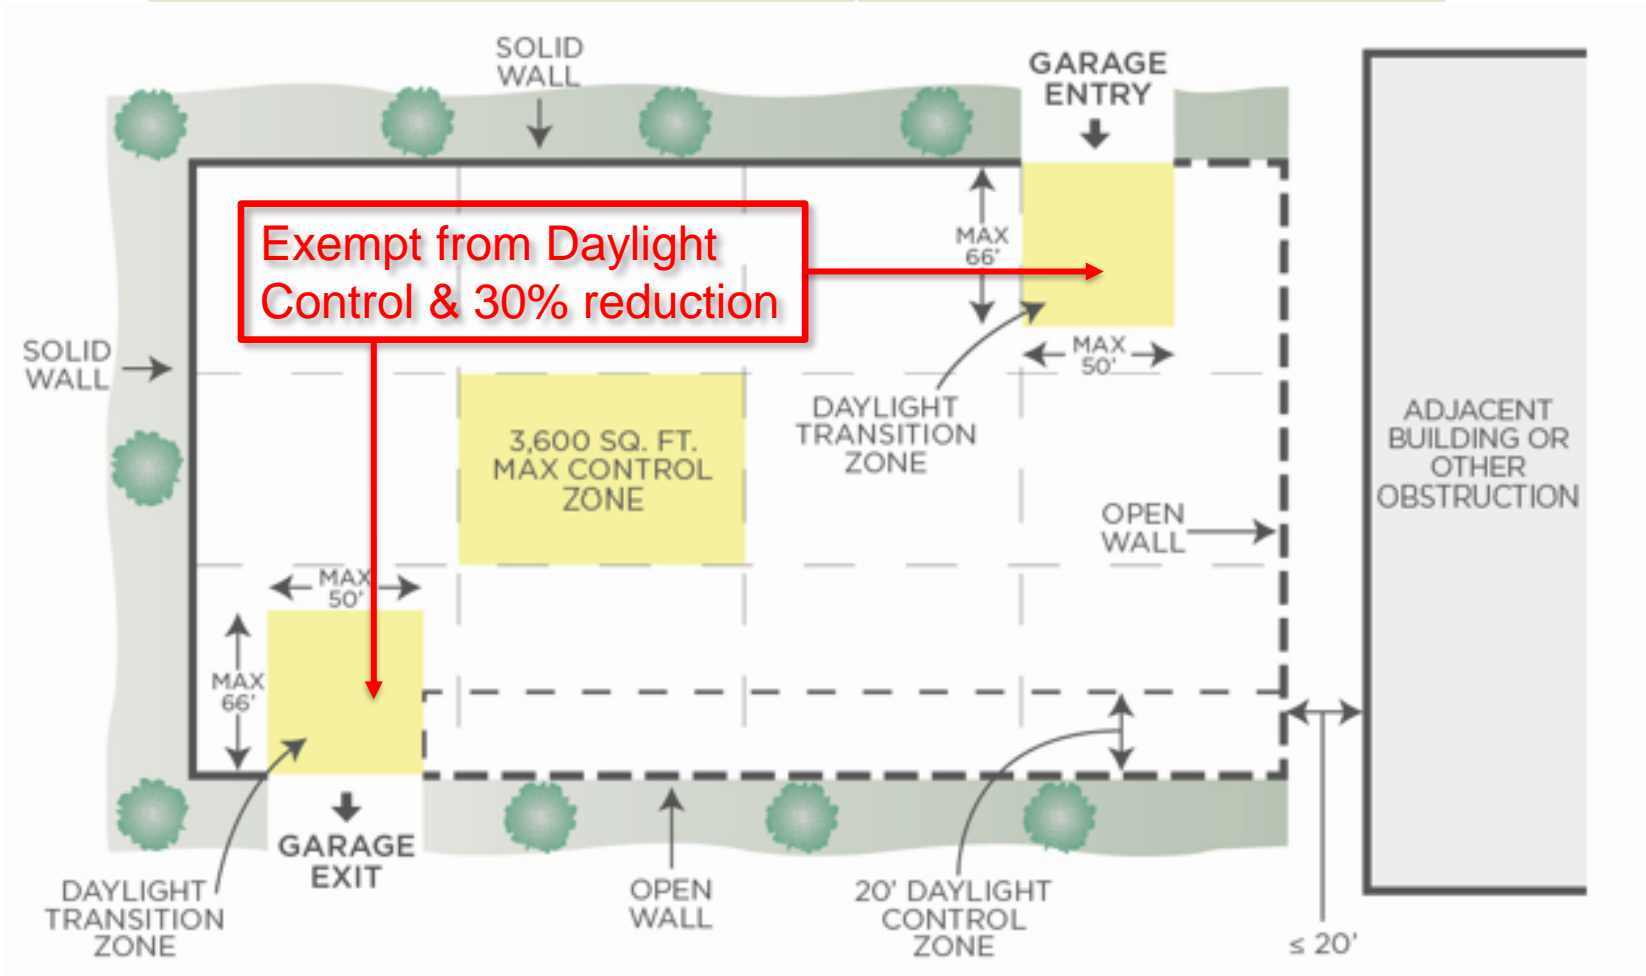 SOLID
WALL
GARAGE
ENTRY
Exempt from Daylight
Control & 30% reduction
MAX
66'
MAX
50'
SOLID
WALL
DAYLIGHT
TRANSITION
ZONE
3,600 SQ. FT.
MAX CONTROL
ZONE
ADJACENT
BUILDING OR
OTHER
OBSTRUCTION
OPEN
WALL
MAX
50'
MAX
66'
GARAGE
EXIT
DAYLIGHT
TRANSITION
ZONE
OPEN
WALL
20' DAYLIGHT
CONTROL
ZONE
≤ 20'